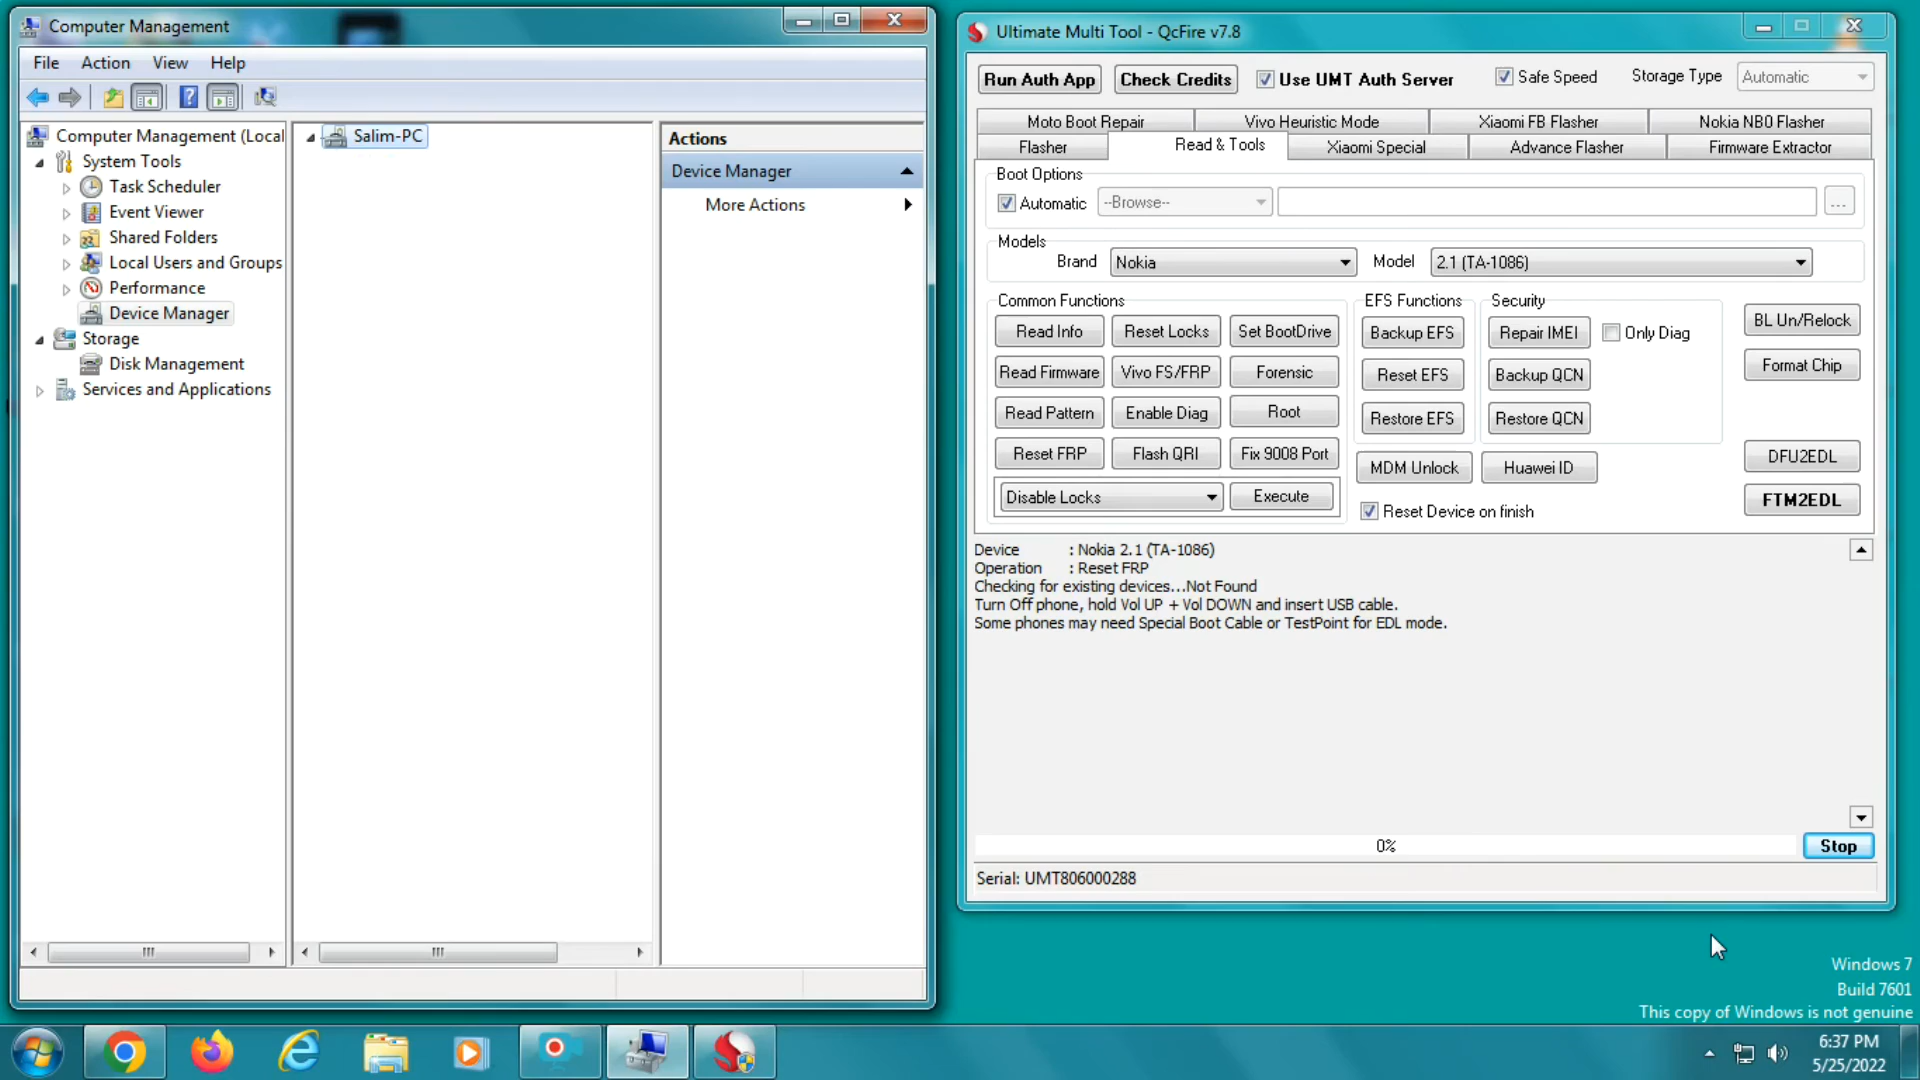 Computer Management
File Action View Help
Computer Management (Local
System Tools
Task Scheduler
Event Viewer
Shared Folders
Local Users and Groups
Performance
Device Manager
Storage
Disk Management
Services and Applications
Salim-PC
Actions
Device Manager
More Actions
Ultimate Multi Tool - QcFire v7.8
Run Auth App Check Credits Use UMT Auth Server Safe Speed Storage Type Automatic
Moto Boot Repair Vivo Heuristic Mode Xiaomi FB Flasher Nokia NB0 Flasher
Flasher Read & Tools Xiaomi Special Advance Flasher Firmware Extractor
Boot Options
Automatic --Browse-- ...
Models
Brand Nokia Model 2.1 (TA-1086)
Common Functions
Read Info Reset Locks Set BootDrive
Read Firmware Vivo FS/FRP Forensic
Read Pattern Enable Diag Root
Reset FRP Flash QRI Fix 9008 Port
Disable Locks Execute
EFS Functions
Backup EFS
Reset EFS
Restore EFS
Security
Repair IMEI Only Diag
Backup QCN
Restore QCN
MDM Unlock Huawei ID
Reset Device on finish
BL Un/Relock
Format Chip
DFU2EDL
FTM2EDL
Device : Nokia 2.1 (TA-1086)
Operation : Reset FRP
Checking for existing devices...Not Found
Turn Off phone, hold Vol UP + Vol DOWN and insert USB cable.
Some phones may need Special Boot Cable or TestPoint for EDL mode.
0%
Stop
Serial: UMT806000288
Windows 7
Build 7601
This copy of Windows is not genuine
6:37 PM
5/25/2022